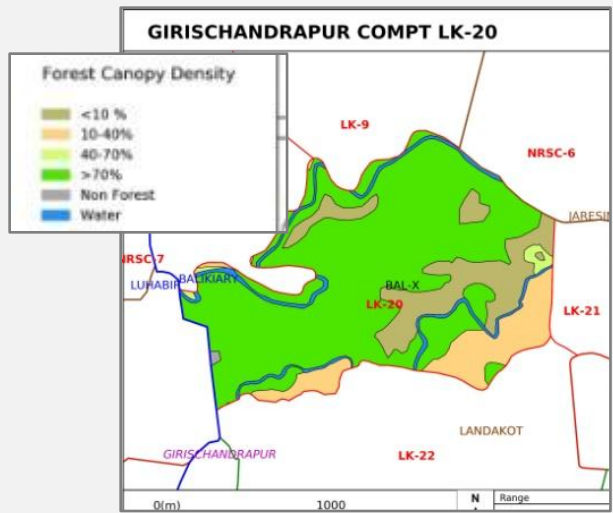 GIRISCHANDRAPUR COMPT LK-20
Forest Canopy Density
<10 %
10-40%
40-70%
>70%
Non Forest
Water
LK-9
NRSC-6
JARESIN
NRSC-7
LUHABIR
BALIKIARY
BAL-X
LK-20
LK-21
LANDAKOT
GIRISCHANDRAPUR
LK-22
0(m)
1000
N
Range